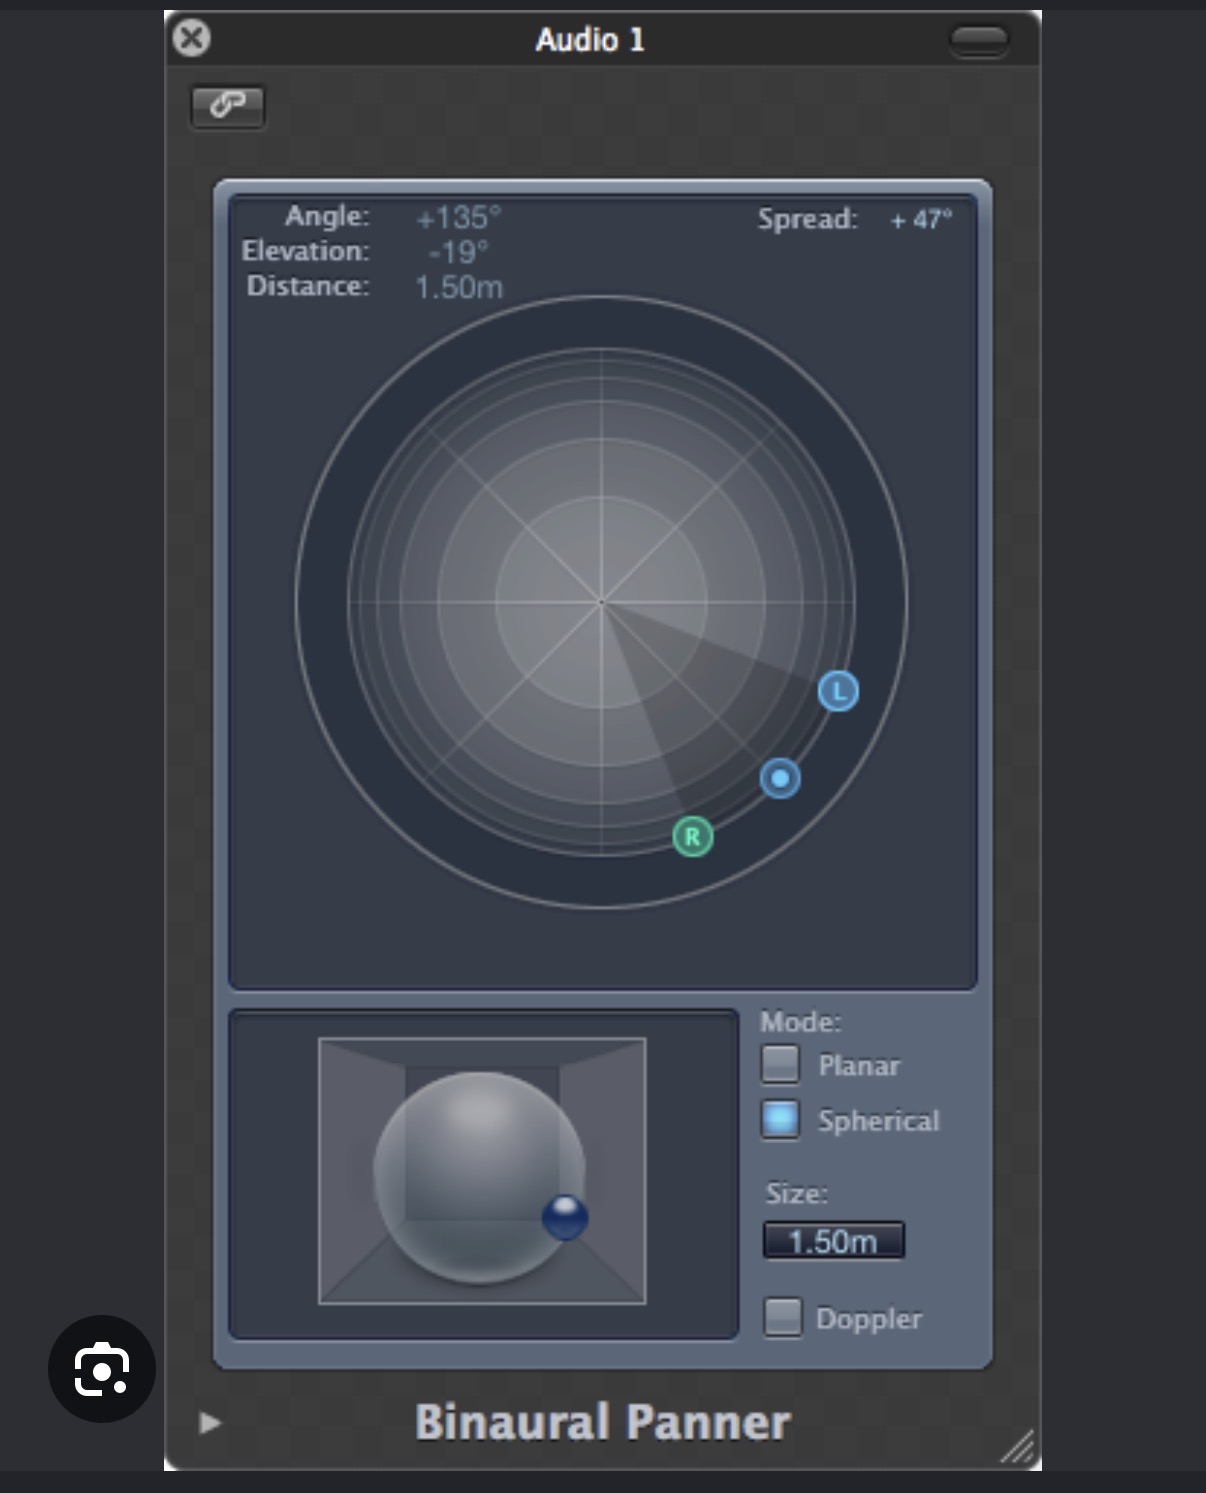 Audio 1
Angle: +135° Spread: + 47°
Elevation: -19°
Distance: 1.50m
L
R
Mode:
Planar
Spherical
Size:
1.50m
Doppler
Binaural Panner